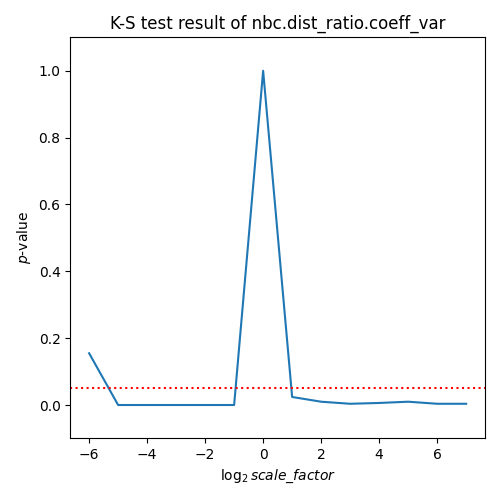 K-S test result of nbc.dist_ratio.coeff_var
1.0
0.8
0.6
0.4
0.2
0.0
p-value
−6 −4 −2 0 2 4 6
log₂ scale_factor